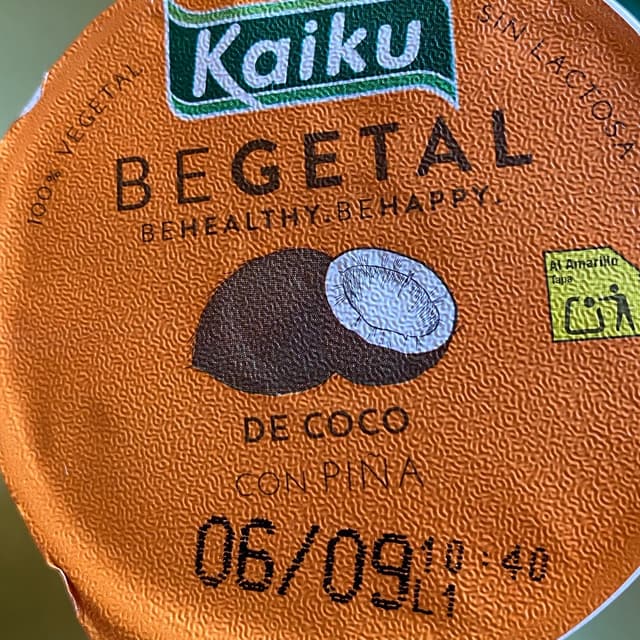 Kaiku
100% VEGETAL
SIN LACTOSA
BEGETAL
BEHEALTHY.BEHAPPY.
Al Amarillo
Tapa
DE COCO
CON PIÑA
06/09 10:40
L1